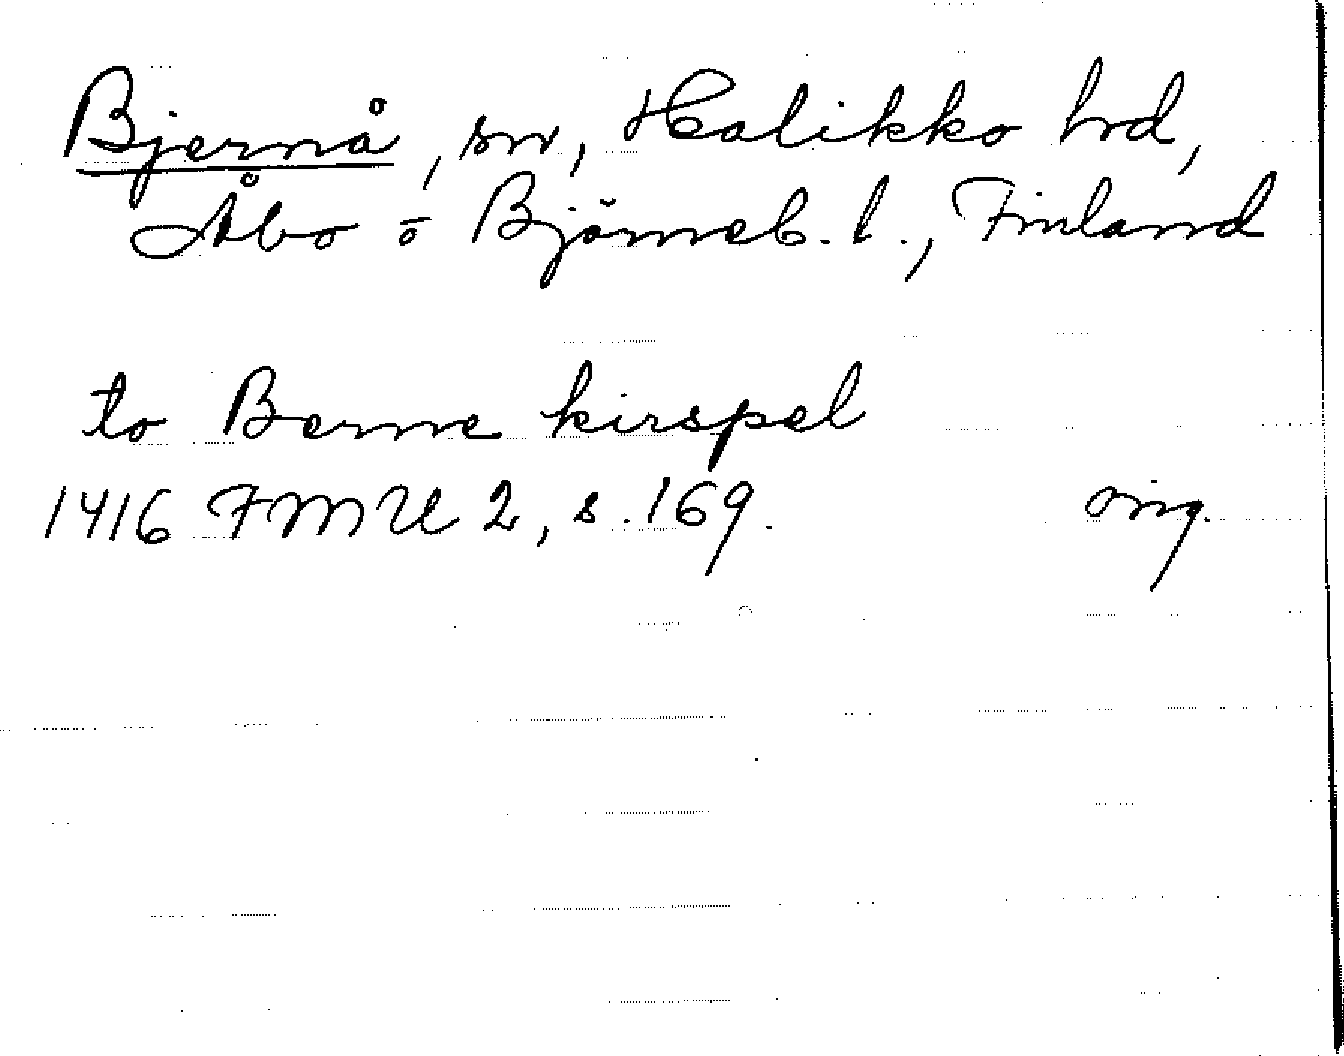 Bjernå, sn, Halikko hd,
Åbo o Björneb. l., Finland
to Berne kirspel
1416 FMU 2, s. 169. orig.